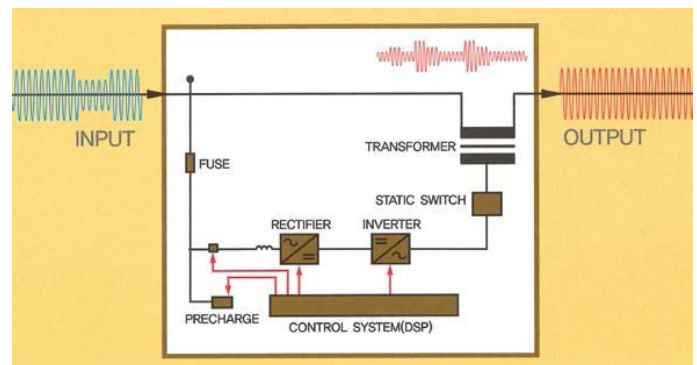 INPUT
TRANSFORMER
OUTPUT
FUSE
STATIC SWITCH
RECTIFIER
INVERTER
PRECHARGE
CONTROL SYSTEM(DSP)